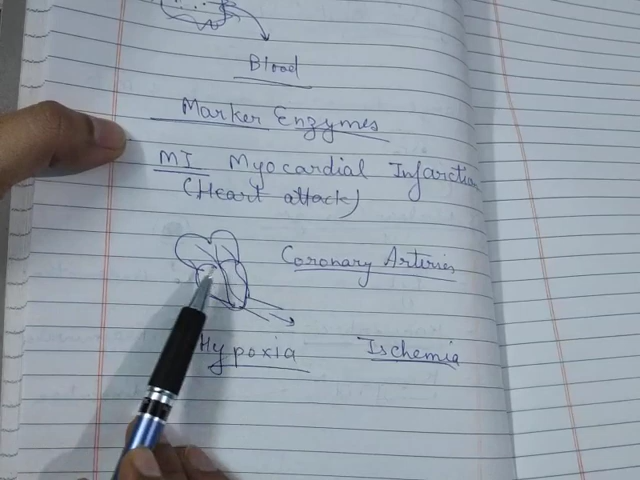 Blood
Marker Enzymes
MI Myocardial Infarction
(Heart attack)
Coronary Arteries
Hypoxia Ischemia